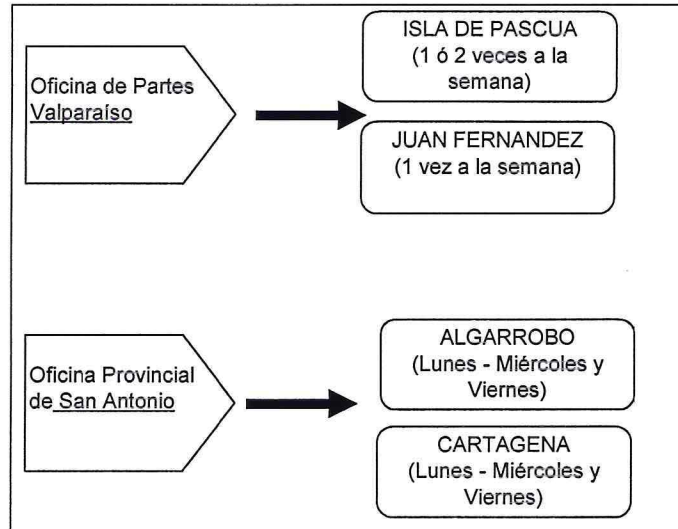 Oficina de Partes
Valparaíso
ISLA DE PASCUA
(1 ó 2 veces a la
semana)
JUAN FERNANDEZ
(1 vez a la semana)
Oficina Provincial
de San Antonio
ALGARROBO
(Lunes - Miércoles y
Viernes)
CARTAGENA
(Lunes - Miércoles y
Viernes)